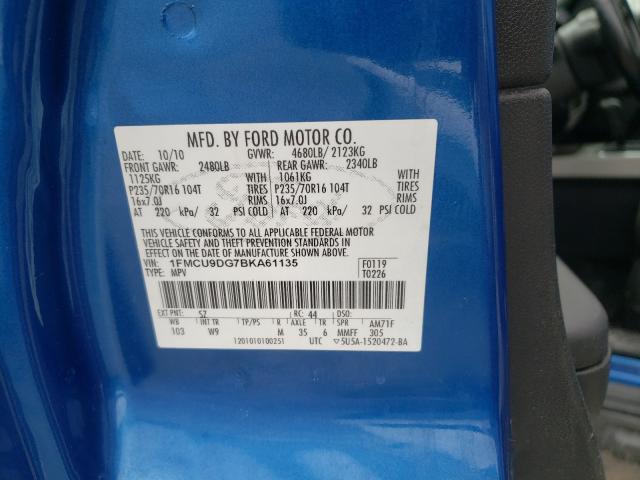 MFD. BY FORD MOTOR CO.
DATE: 10/10 GVWR: 4680LB/ 2123KG
FRONT GAWR: 2480LB REAR GAWR: 2340LB
1125KG WITH 1061KG WITH
P235/70R16 104T TIRES P235/70R16 104T TIRES
16x7.0J RIMS 16x7.0J RIMS
AT 220 kPa/ 32 PSI COLD AT 220 kPa/ 32 PSI COLD
THIS VEHICLE CONFORMS TO ALL APPLICABLE FEDERAL MOTOR
VEHICLE SAFETY AND THEFT PREVENTION STANDARDS IN
EFFECT ON THE DATE OF MANUFACTURE SHOWN ABOVE.
VIN: 1FMCU9DG7BKA61135 F0119
TYPE: MPV T0226
EXT PNT: SZ RC: 44 DSO:
WB INT TR TP/PS R AXLE TR SPR AM71F
103 W9 M 35 6 MMFF 305
1201010100251 UTC ▽5U5A-1520472-BA